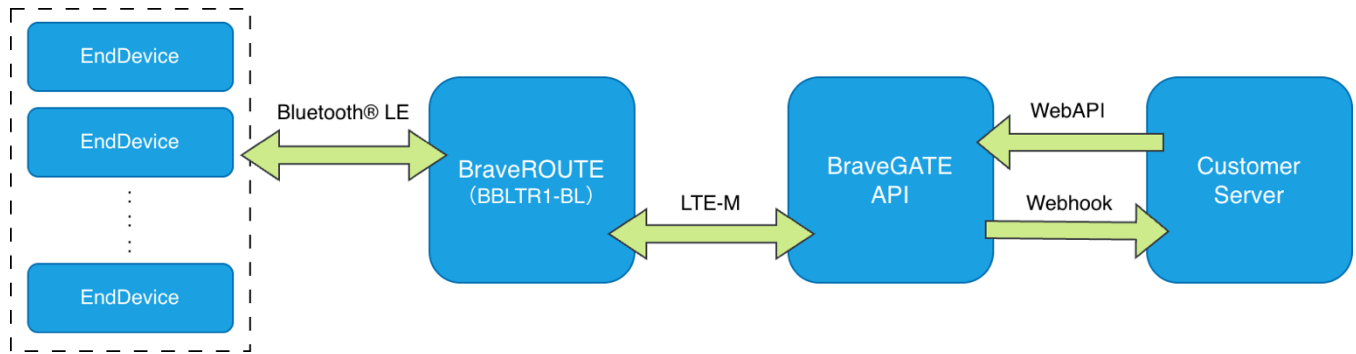 EndDevice
EndDevice
EndDevice
Bluetooth® LE
BraveROUTE
（BBLTR1-BL）
LTE-M
BraveGATE
API
WebAPI
Webhook
Customer
Server